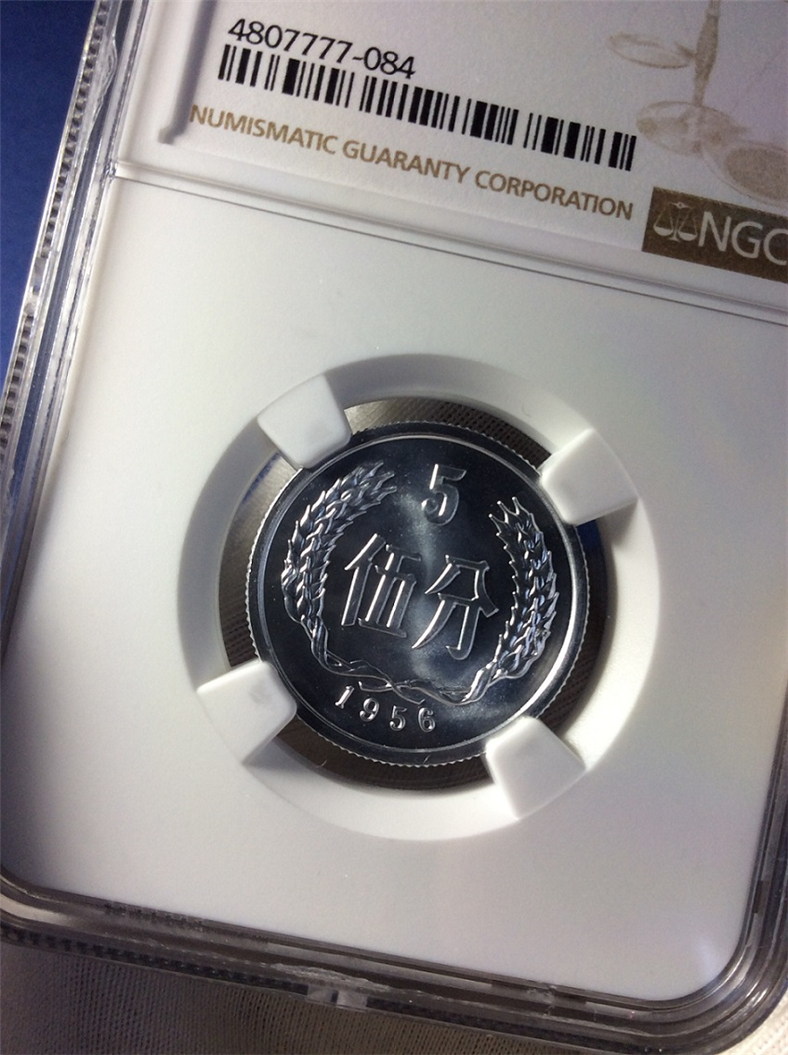 4807777-084
NUMISMATIC GUARANTY CORPORATION
NGC
5
伍分
1956